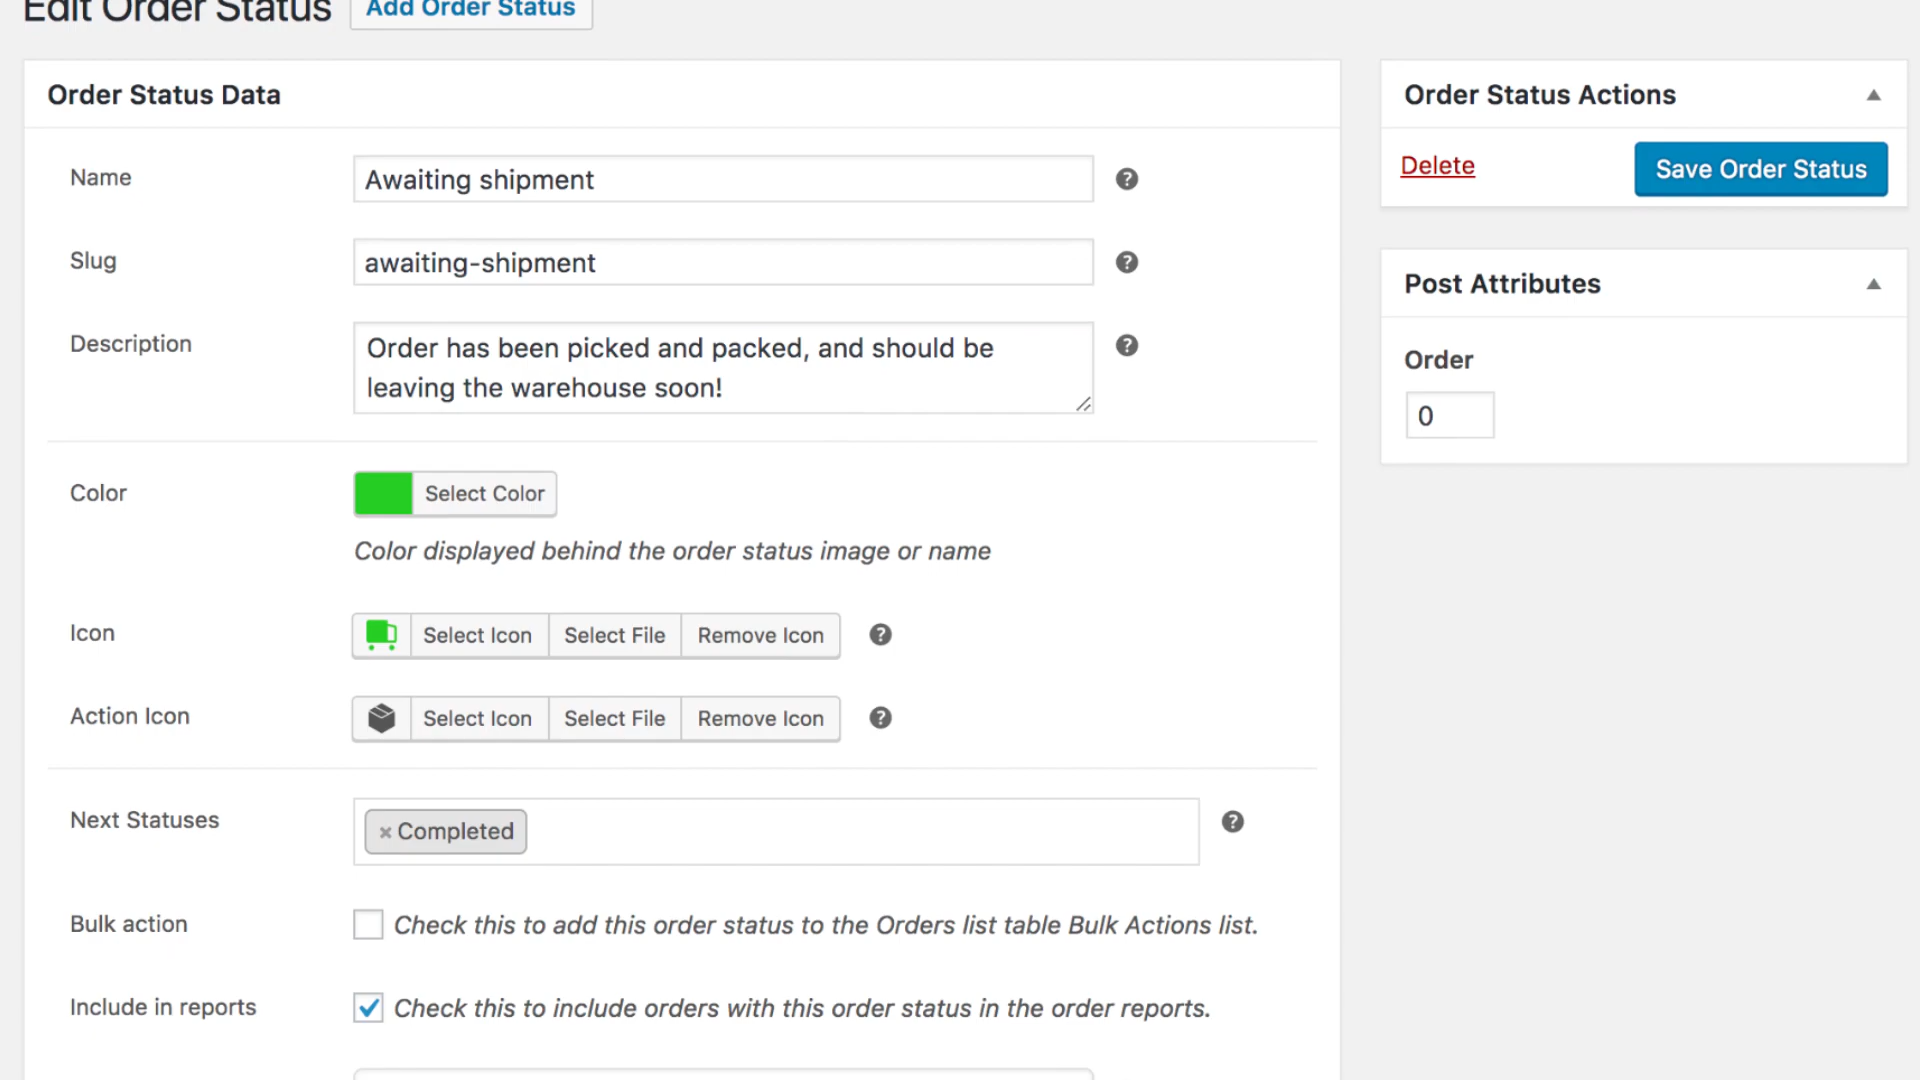 Edit Order Status
Add Order Status
Order Status Data
Name
Awaiting shipment
Slug
awaiting-shipment
Description
Order has been picked and packed, and should be
leaving the warehouse soon!
Color
Select Color
Color displayed behind the order status image or name
Icon
Select Icon
Select File
Remove Icon
Action Icon
Select Icon
Select File
Remove Icon
Next Statuses
× Completed
Bulk action
Check this to add this order status to the Orders list table Bulk Actions list.
Include in reports
Check this to include orders with this order status in the order reports.
Order Status Actions
Delete
Save Order Status
Post Attributes
Order
0